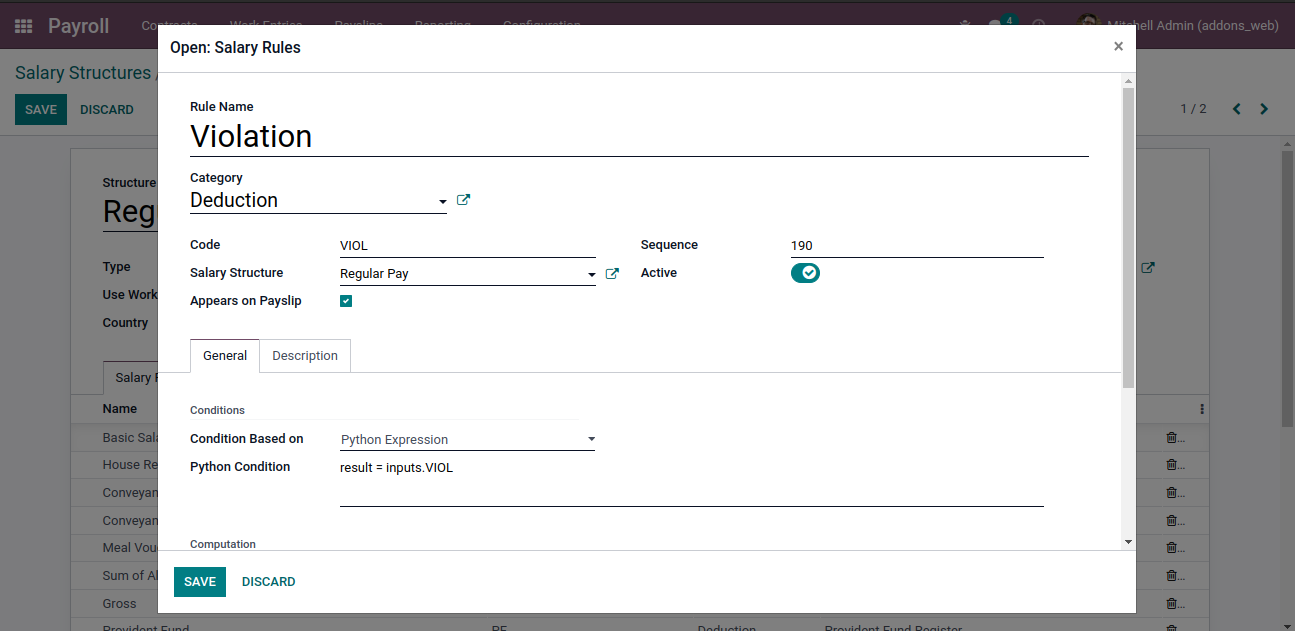 Payroll Contracts Work Entries Payslips Reporting Configuration 4 Mitchell Admin (addons_web)
Open: Salary Rules ×
Salary Structures /
SAVE DISCARD
1 / 2
Rule Name
Violation
Category
Deduction
Structure
Reg
Code VIOL Sequence 190
Type
Salary Structure Regular Pay Active
Use Work
Appears on Payslip
Country
General Description
Salary R
Conditions
Name
Condition Based on Python Expression
Basic Sala
Python Condition result = inputs.VIOL
House Re
Conveyan
Conveyan
Computation
Meal Vou
Sum of Al
SAVE DISCARD
Gross
Provident Fund PF Deduction Provident Fund Register